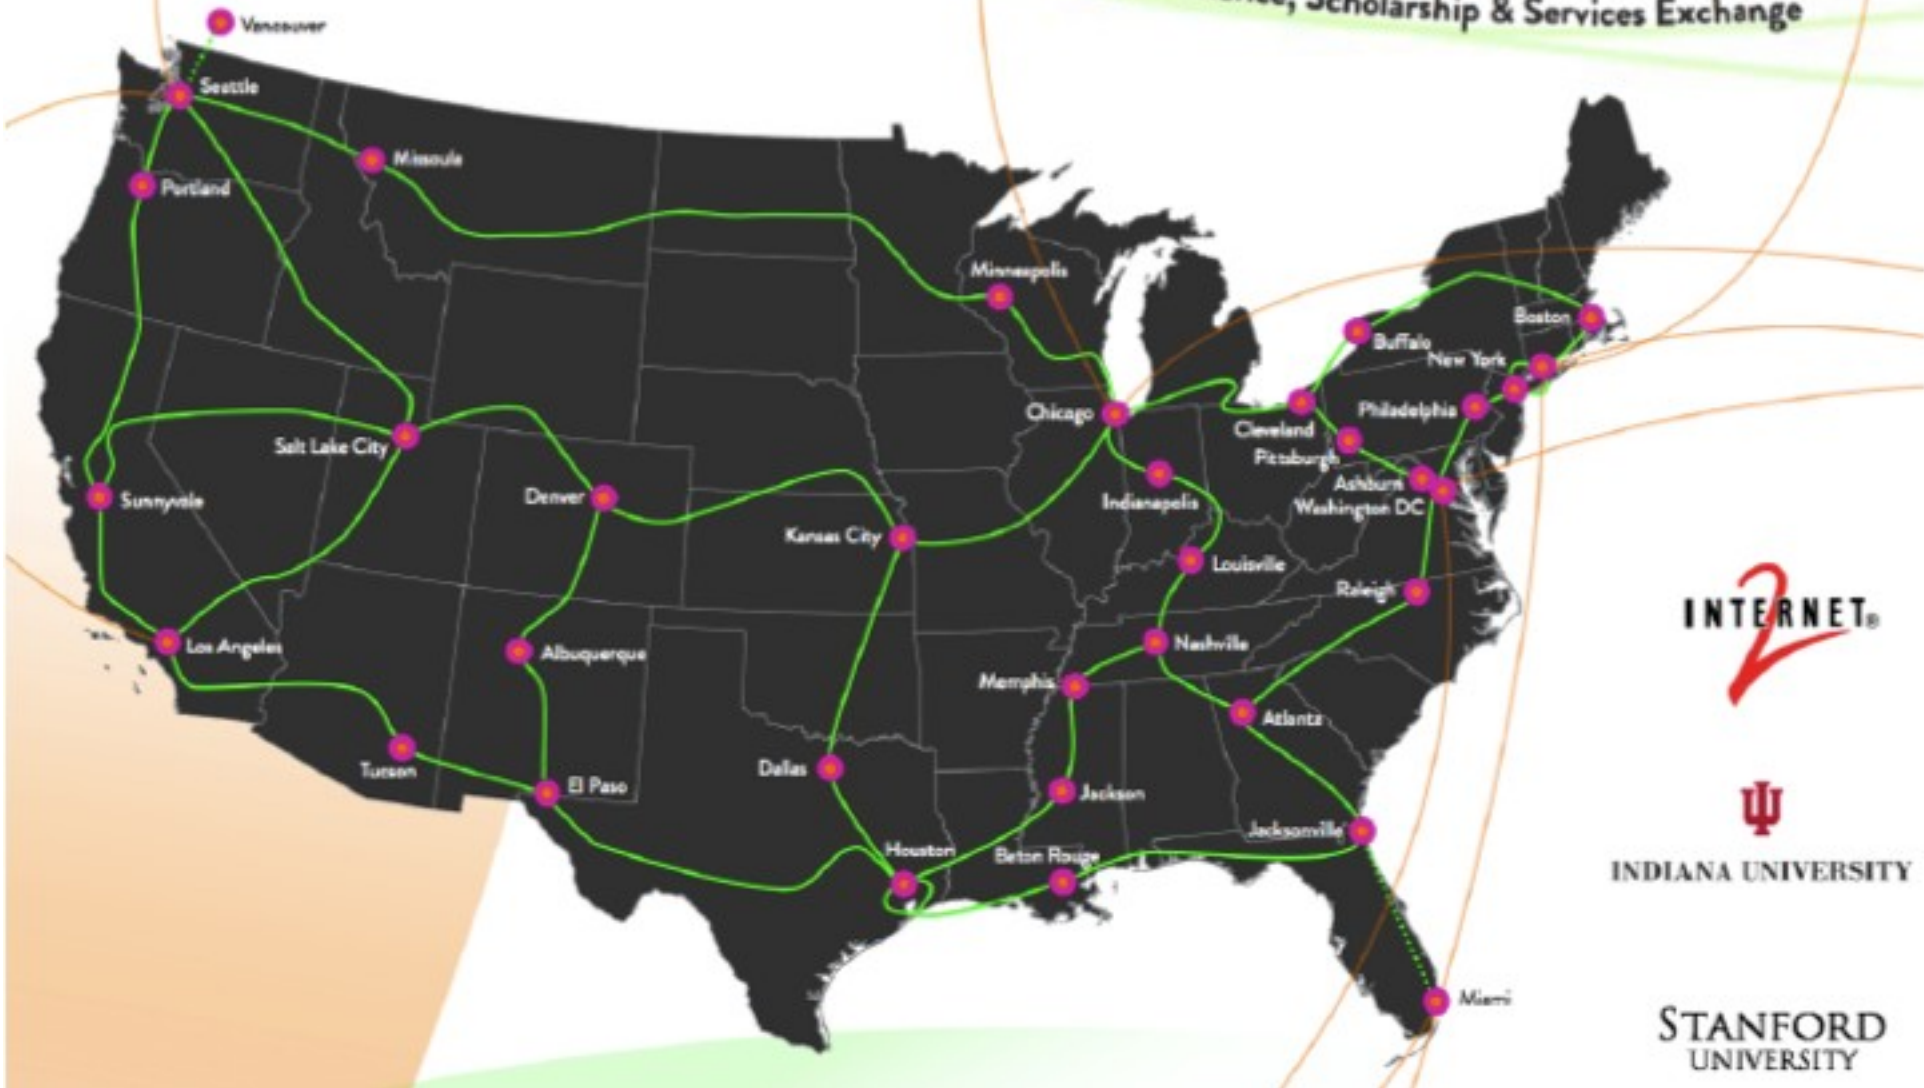 Scholarship & Services Exchange
Vancouver
Seattle
Missoula
Portland
Minneapolis
Boston
Buffalo
New York
Chicago
Philadelphia
Cleveland
Salt Lake City
Pittsburgh
Ashburn
Sunnyvale
Denver
Indianapolis
Washington DC
Kansas City
Louisville
Raleigh
INTERNET®
2
Los Angeles
Albuquerque
Nashville
Memphis
Atlanta
Tucson
Dallas
El Paso
Jackson
Jacksonville
Houston
Baton Rouge
INDIANA UNIVERSITY
Miami
STANFORD
UNIVERSITY